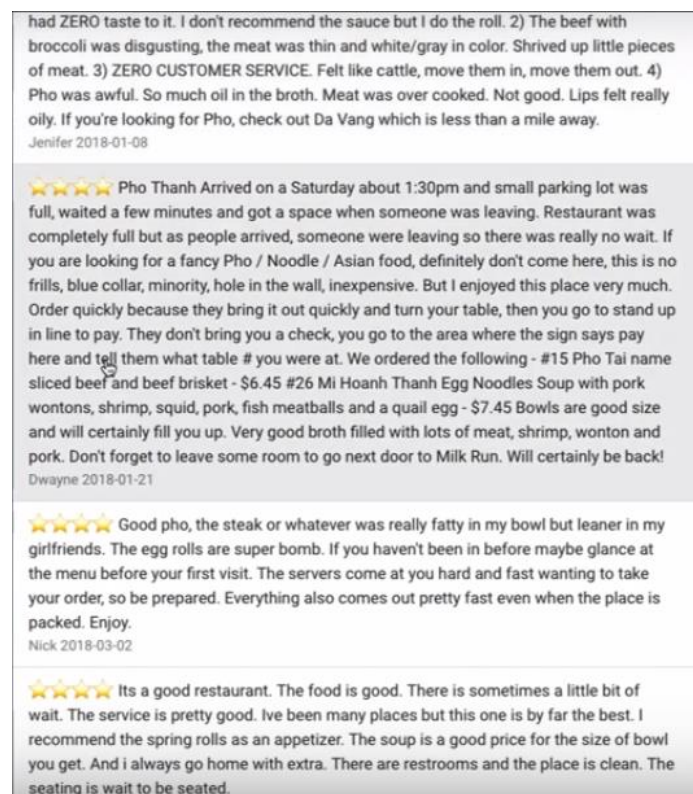 had ZERO taste to it. I don't recommend the sauce but I do the roll. 2) The beef with
broccoli was disgusting, the meat was thin and white/gray in color. Shrived up little pieces
of meat. 3) ZERO CUSTOMER SERVICE. Felt like cattle, move them in, move them out. 4)
Pho was awful. So much oil in the broth. Meat was over cooked. Not good. Lips felt really
oily. If you're looking for Pho, check out Da Vang which is less than a mile away.
Jenifer 2018-01-08
Pho Thanh Arrived on a Saturday about 1:30pm and small parking lot was
full, waited a few minutes and got a space when someone was leaving. Restaurant was
completely full but as people arrived, someone were leaving so there was really no wait. If
you are looking for a fancy Pho / Noodle / Asian food, definitely don't come here, this is no
frills, blue collar, minority, hole in the wall, inexpensive. But I enjoyed this place very much.
Order quickly because they bring it out quickly and turn your table, then you go to stand up
in line to pay. They don't bring you a check, you go to the area where the sign says pay
here and tell them what table # you were at. We ordered the following - #15 Pho Tai name
sliced beef and beef brisket - $6.45 #26 Mi Hoanh Thanh Egg Noodles Soup with pork
wontons, shrimp, squid, pork, fish meatballs and a quail egg - $7.45 Bowls are good size
and will certainly fill you up. Very good broth filled with lots of meat, shrimp, wonton and
pork. Don't forget to leave some room to go next door to Milk Run. Will certainly be back!
Dwayne 2018-01-21
Good pho, the steak or whatever was really fatty in my bowl but leaner in my
girlfriends. The egg rolls are super bomb. If you haven't been in before maybe glance at
the menu before your first visit. The servers come at you hard and fast wanting to take
your order, so be prepared. Everything also comes out pretty fast even when the place is
packed. Enjoy.
Nick 2018-03-02
Its a good restaurant. The food is good. There is sometimes a little bit of
wait. The service is pretty good. Ive been many places but this one is by far the best. I
recommend the spring rolls as an appetizer. The soup is a good price for the size of bowl
you get. And i always go home with extra. There are restrooms and the place is clean. The
seating is wait to be seated.